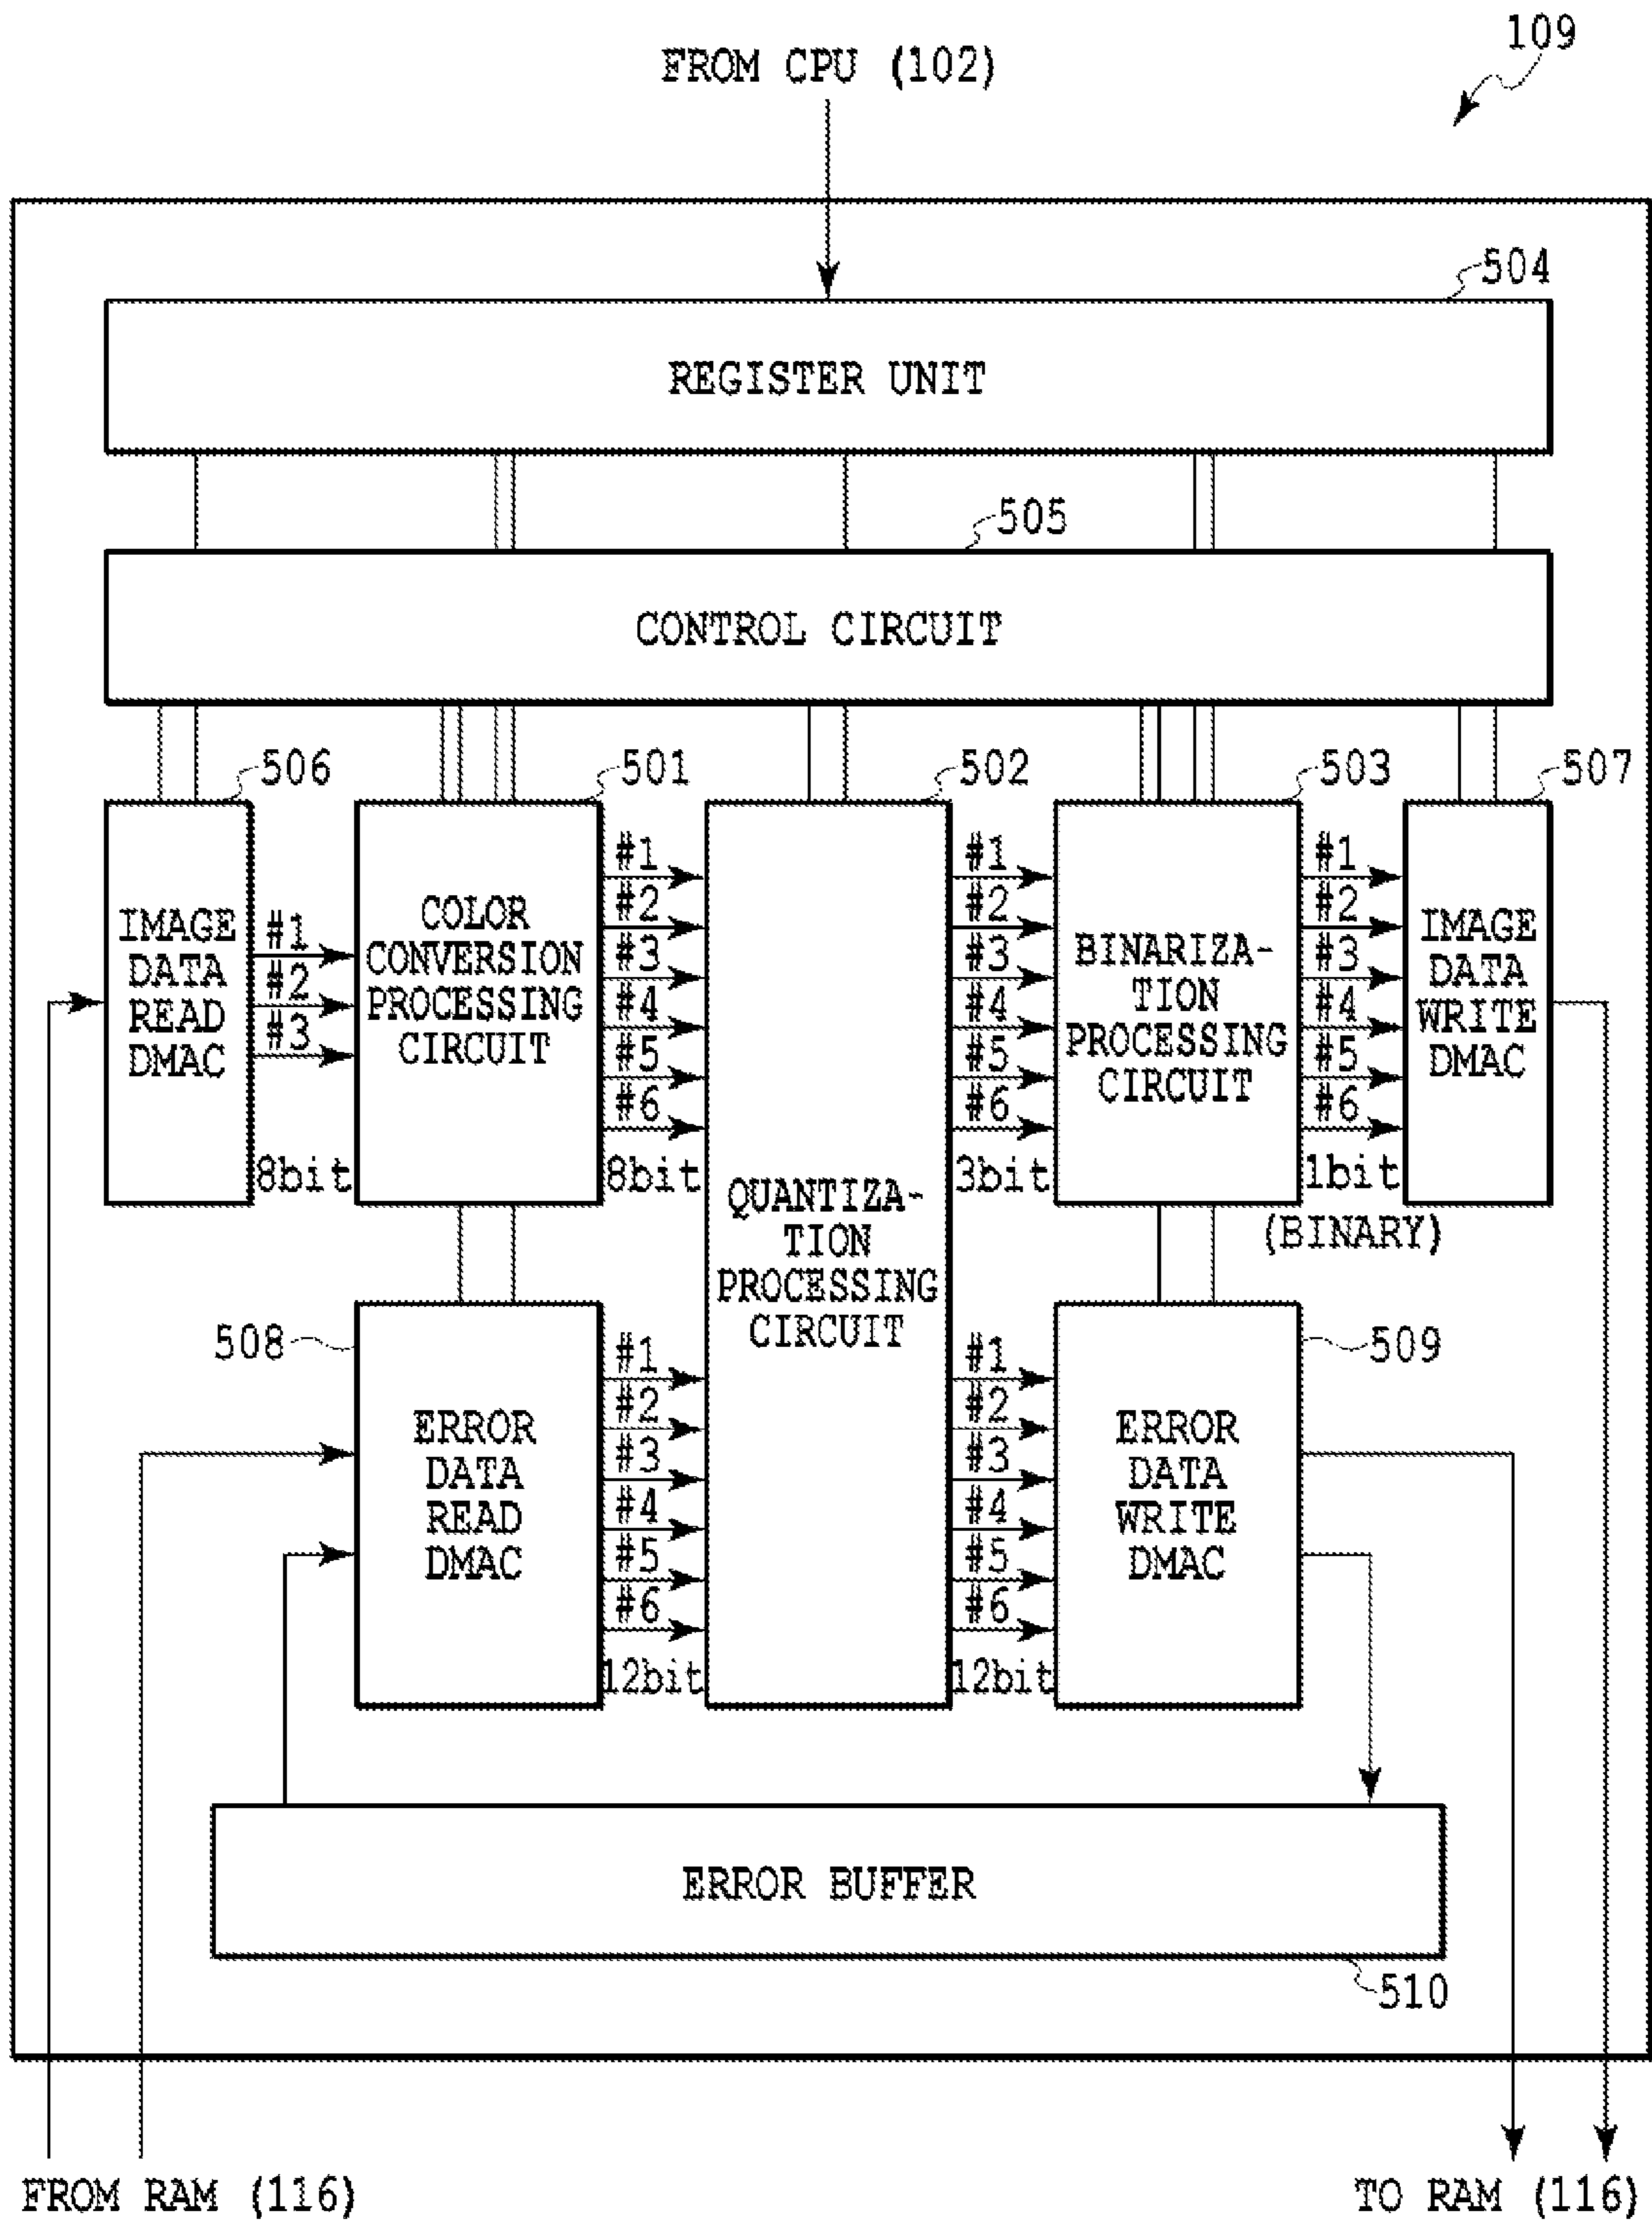 109
FROM CPU (102)
504
REGISTER UNIT
505
CONTROL CIRCUIT
506
501
502
503
507
IMAGE
DATA
READ
DMAC
#1
#2
#3
8bit
COLOR
CONVERSION
PROCESSING
CIRCUIT
#1
#2
#3
#4
#5
#6
8bit
QUANTIZA-
TION
PROCESSING
CIRCUIT
#1
#2
#3
#4
#5
#6
3bit
BINARIZA-
TION
PROCESSING
CIRCUIT
#1
#2
#3
#4
#5
#6
1bit
(BINARY)
IMAGE
DATA
WRITE
DMAC
508
ERROR
DATA
READ
DMAC
#1
#2
#3
#4
#5
#6
12bit
#1
#2
#3
#4
#5
#6
12bit
509
ERROR
DATA
WRITE
DMAC
ERROR BUFFER
510
FROM RAM (116)
TO RAM (116)